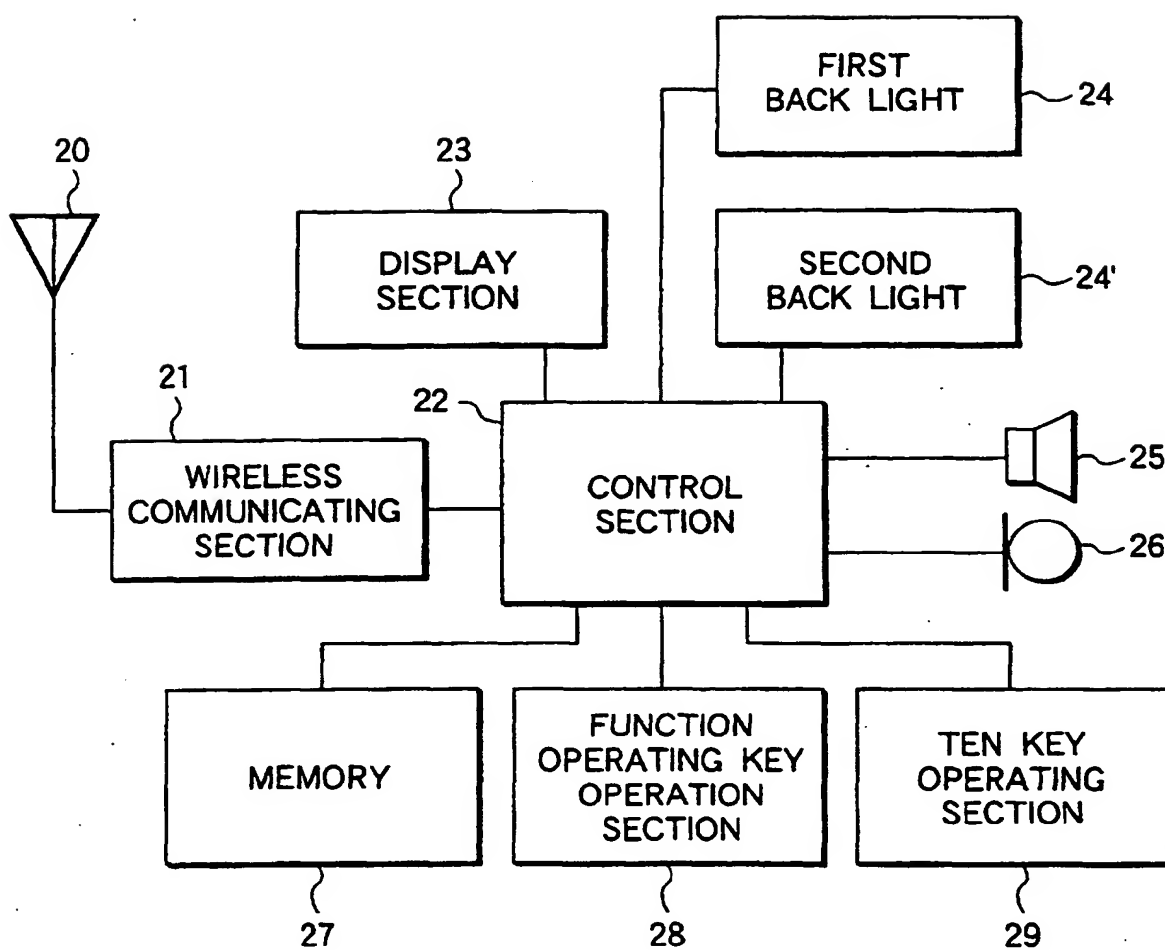 FIRST
BACK LIGHT
24
20
23
DISPLAY
SECTION
SECOND
BACK LIGHT
24'
21
22
WIRELESS
COMMUNICATING
SECTION
CONTROL
SECTION
25
26
MEMORY
FUNCTION
OPERATING KEY
OPERATION
SECTION
TEN KEY
OPERATING
SECTION
27
28
29